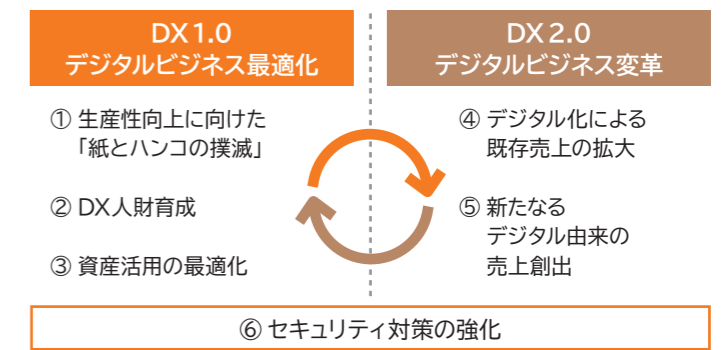 DX1.0
デジタルビジネス最適化
① 生産性向上に向けた
「紙とハンコの撲滅」
② DX人財育成
③ 資産活用の最適化
DX2.0
デジタルビジネス変革
④ デジタル化による
既存売上の拡大
⑤ 新たなる
デジタル由来の
売上創出
⑥ セキュリティ対策の強化